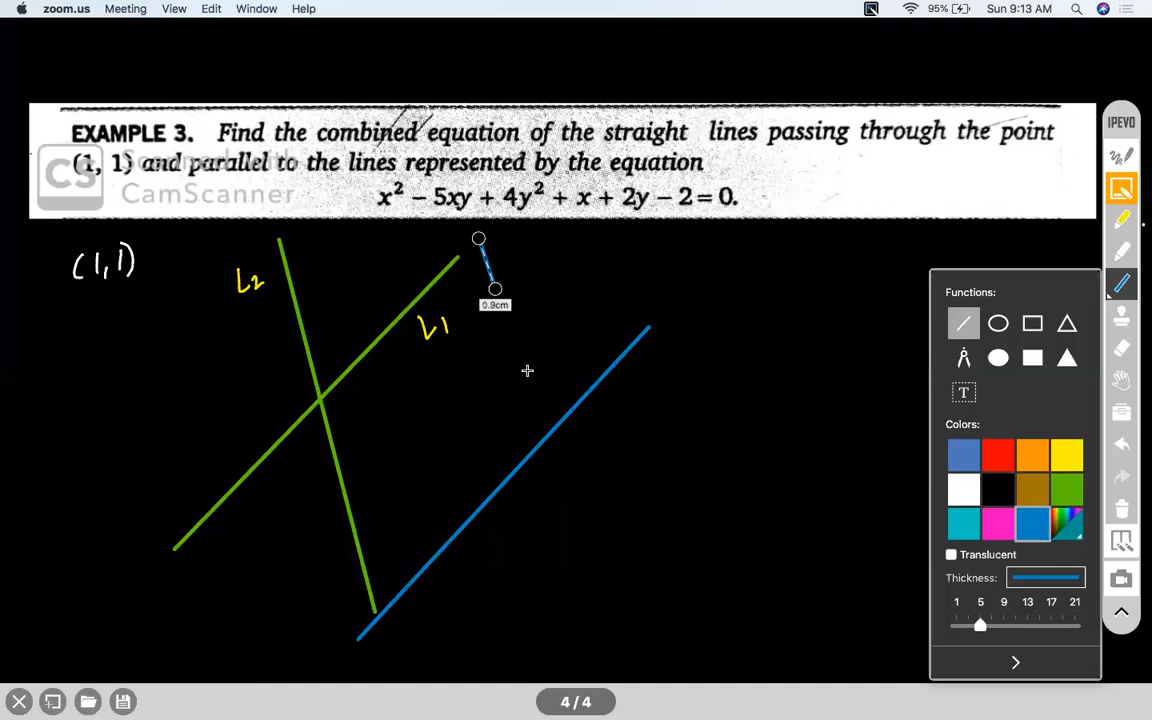 zoom.us Meeting View Edit Window Help 95% Sun 9:13 AM
IPEVO
EXAMPLE 3. Find the combined equation of the straight lines passing through the point
(1, 1) and parallel to the lines represented by the equation
x² − 5xy + 4y² + x + 2y − 2 = 0.
CS CamScanner
(1,1)
L2
L1
0.9cm
Functions:
T
Colors:
Translucent
Thickness:
1 5 9 13 17 21
4 / 4